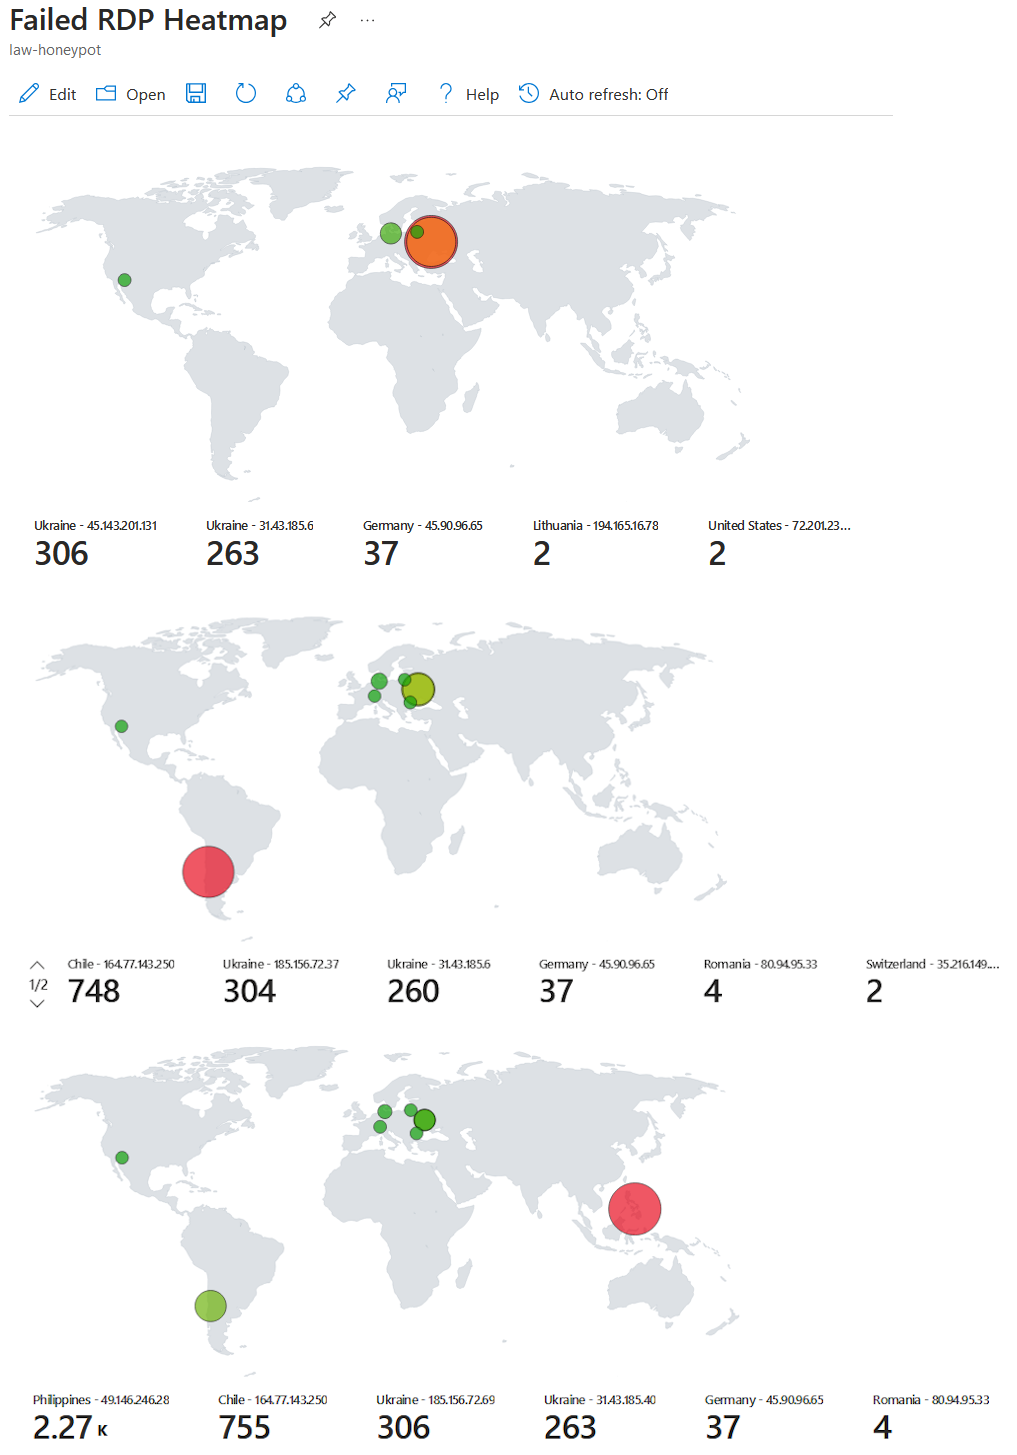 Failed RDP Heatmap
law-honeypot
Edit Open Help Auto refresh: Off
Ukraine - 45.143.201.131 Ukraine - 31.43.185.6 Germany - 45.90.96.65 Lithuania - 194.165.16.78 United States - 72.201.23...
306 263 37 2 2
Chile - 164.77.143.250 Ukraine - 185.156.72.37 Ukraine - 31.43.185.6 Germany - 45.90.96.65 Romania - 80.94.95.33 Switzerland - 35.216.149....
1/2 748 304 260 37 4 2
Philippines - 49.146.246.28 Chile - 164.77.143.250 Ukraine - 185.156.72.69 Ukraine - 31.43.185.40 Germany - 45.90.96.65 Romania - 80.94.95.33
2.27 K 755 306 263 37 4